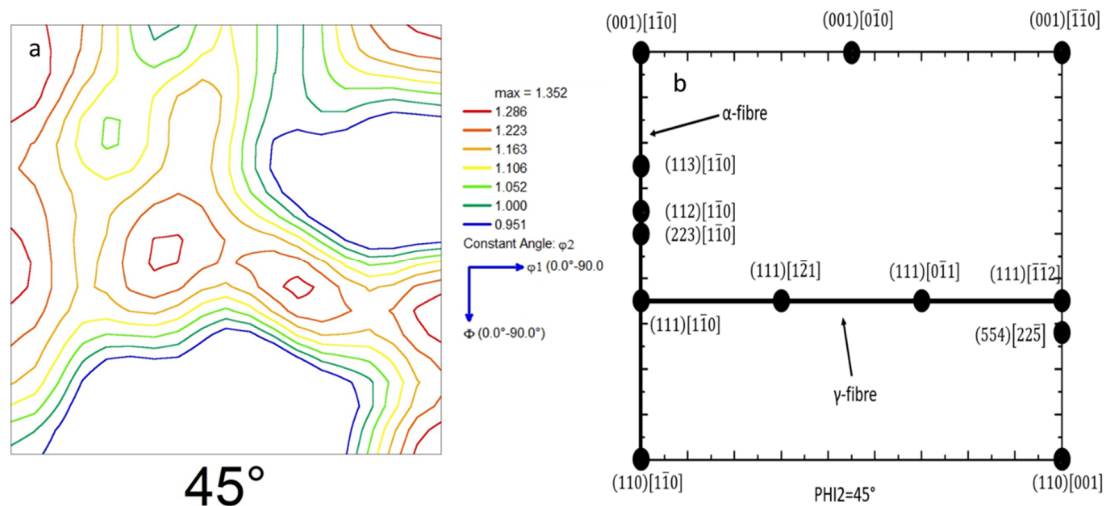 a
max = 1.352
1.286
1.223
1.163
1.106
1.052
1.000
0.951
Constant Angle: φ2
φ1 (0.0°-90.0
Φ (0.0°-90.0°)
45°
(001)[11̅0]
(001)[01̅0]
(001)[1̅1̅0]
b
α-fibre
(113)[11̅0]
(112)[11̅0]
(223)[11̅0]
(111)[12̅1]
(111)[01̅1]
(111)[1̅1̅2]
(111)[11̅0]
(554)[225̅]
γ-fibre
(110)[11̅0]
PHI2=45°
(110)[001]